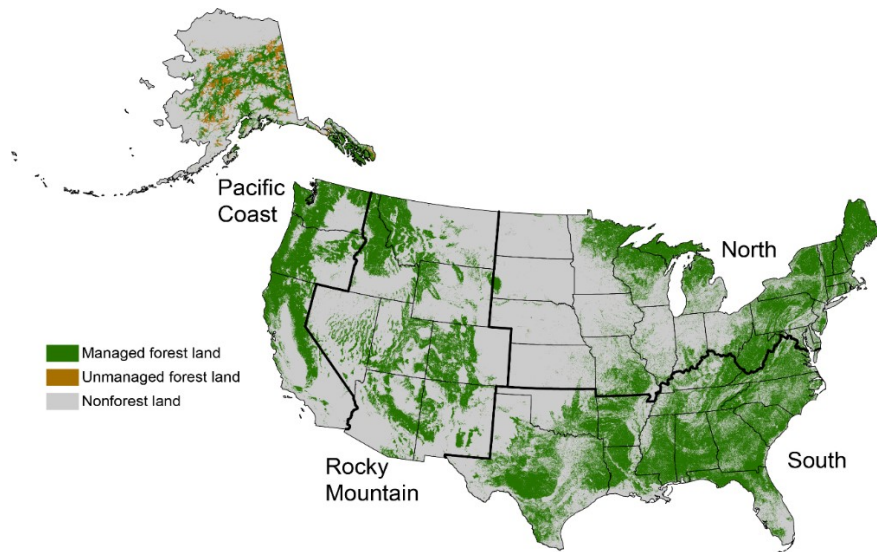 Pacific
Coast
North
Managed forest land
Unmanaged forest land
Nonforest land
Rocky
Mountain
South